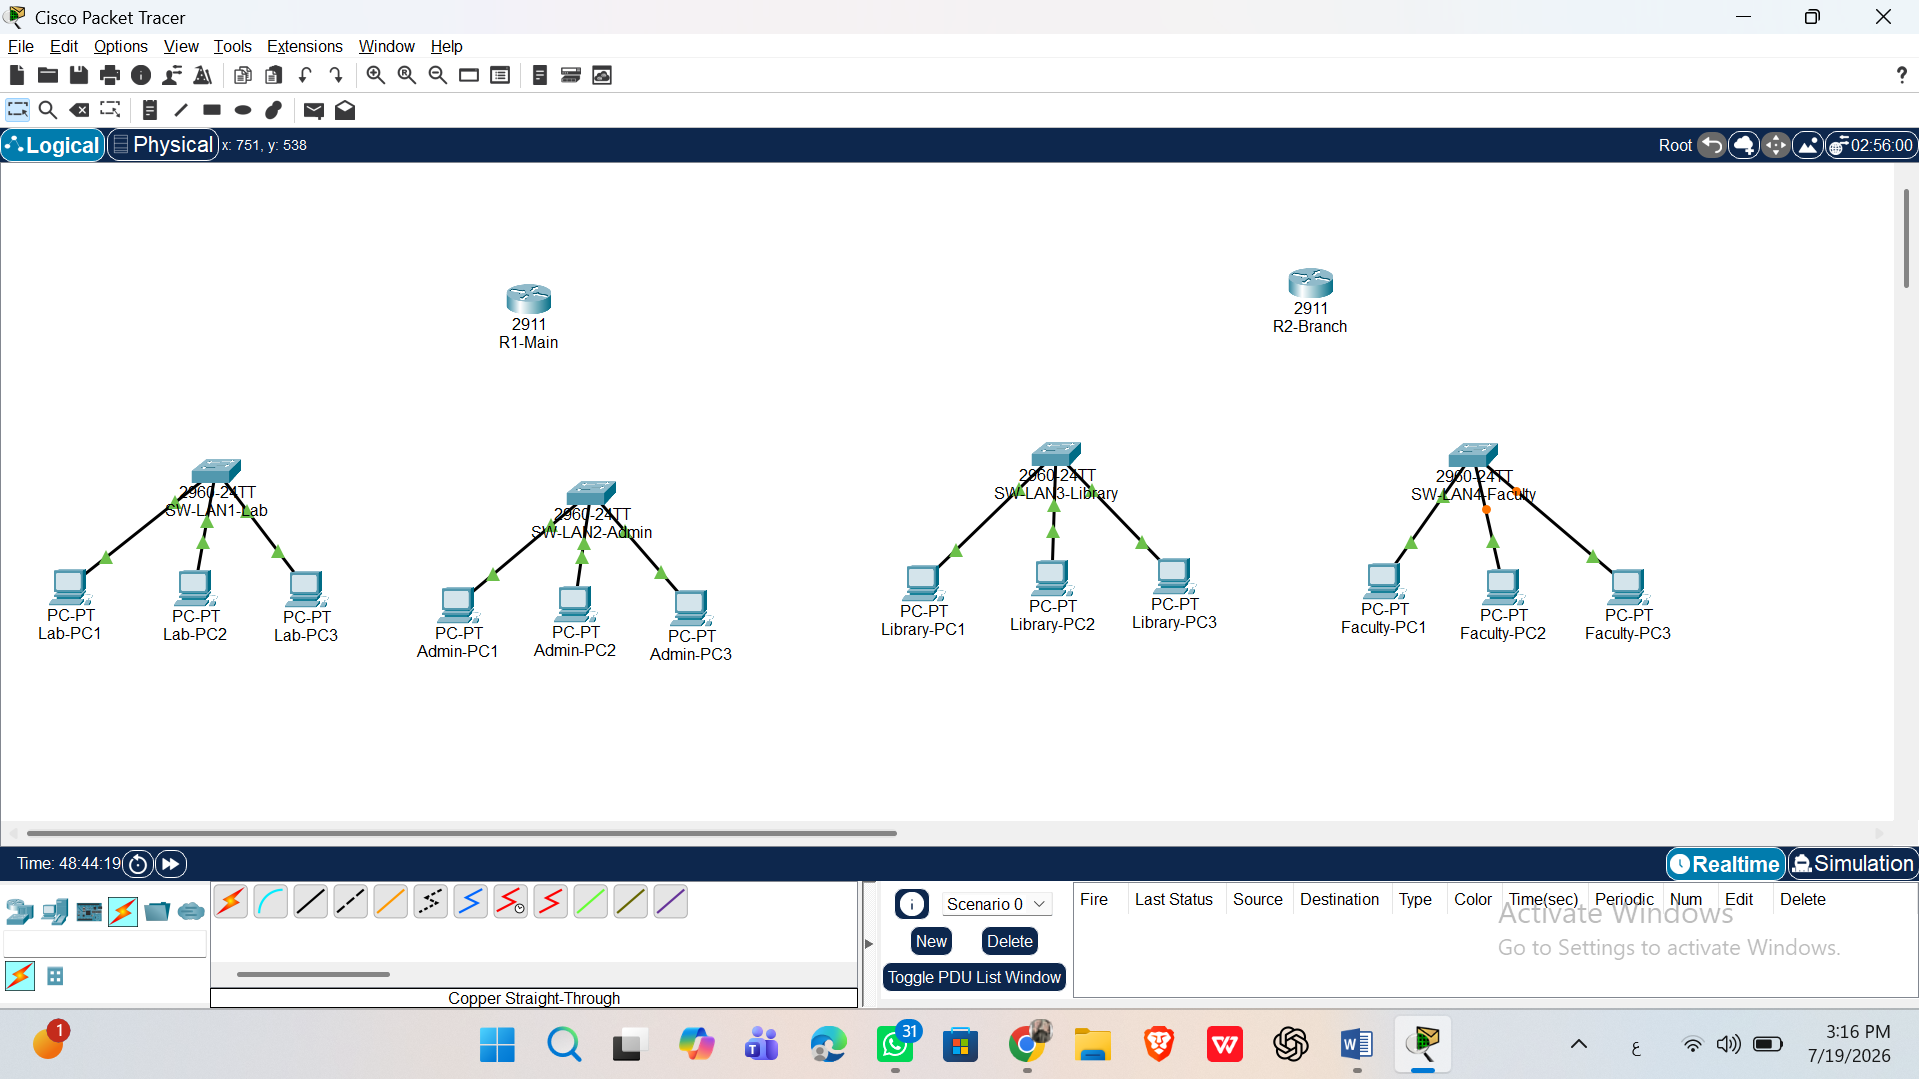 Cisco Packet Tracer
File Edit Options View Tools Extensions Window Help
?
Logical Physical x: 751, y: 538 Root 02:56:00
2911
R1-Main
2911
R2-Branch
2960-24TT
SW-LAN1-Lab
2960-24TT
SW-LAN2-Admin
2960-24TT
SW-LAN3-Library
2960-24TT
SW-LAN4-Faculty
PC-PT
Lab-PC1
PC-PT
Lab-PC2
PC-PT
Lab-PC3
PC-PT
Admin-PC1
PC-PT
Admin-PC2
PC-PT
Admin-PC3
PC-PT
Library-PC1
PC-PT
Library-PC2
PC-PT
Library-PC3
PC-PT
Faculty-PC1
PC-PT
Faculty-PC2
PC-PT
Faculty-PC3
Time: 48:44:19 Realtime Simulation
Scenario 0
New Delete
Toggle PDU List Window
Fire Last Status Source Destination Type Color Time(sec) Periodic Num Edit Delete
Activate Windows
Go to Settings to activate Windows.
Copper Straight-Through
1
31
ع
3:16 PM
7/19/2026